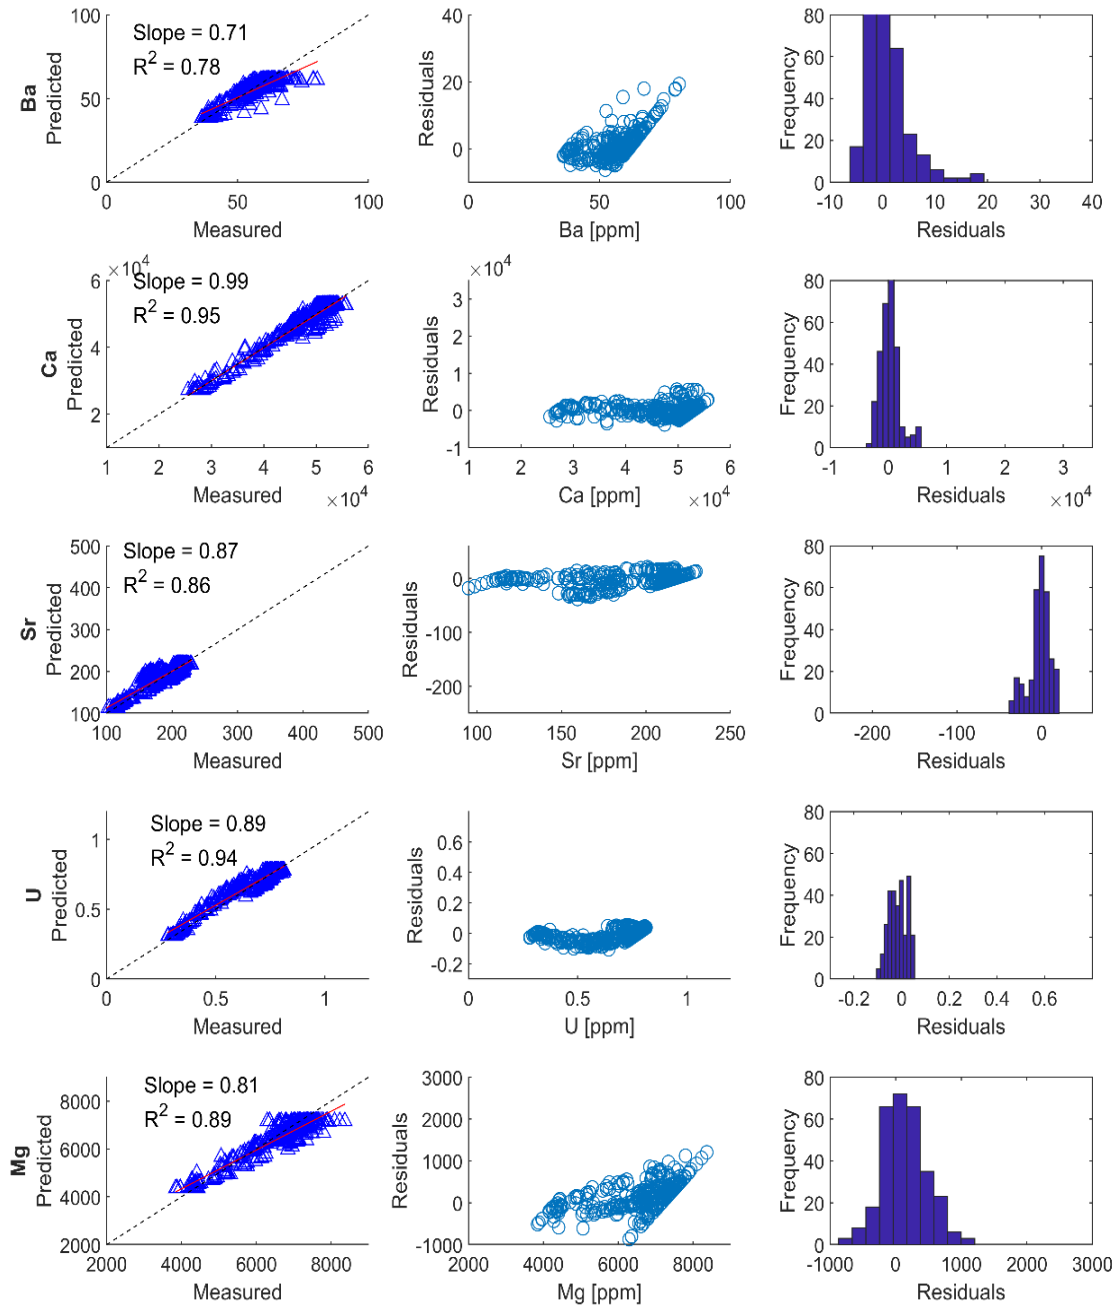 Ba
Predicted
100
50
0
Slope = 0.71
R² = 0.78
0 50 100
Measured
Residuals
40
20
0
0 50 100
Ba [ppm]
Frequency
80
60
40
20
0
-10 0 10 20 30 40
Residuals
Ca
Predicted
×10⁴
6
4
2
Slope = 0.99
R² = 0.95
1 2 3 4 5 6
Measured
×10⁴
Residuals
×10⁴
3
2
1
0
-1
1 2 3 4 5 6
Ca [ppm]
×10⁴
Frequency
80
60
40
20
0
-1 0 1 2 3
Residuals
×10⁴
Sr
Predicted
500
400
300
200
100
Slope = 0.87
R² = 0.86
100 200 300 400 500
Measured
Residuals
0
-100
-200
100 150 200 250
Sr [ppm]
Frequency
80
60
40
20
0
-200 -100 0
Residuals
U
Predicted
1
0.5
0
Slope = 0.89
R² = 0.94
0 0.5 1
Measured
Residuals
0.6
0.4
0.2
0
-0.2
0 0.5 1
U [ppm]
Frequency
80
60
40
20
0
-0.2 0 0.2 0.4 0.6
Residuals
Mg
Predicted
8000
6000
4000
2000
Slope = 0.81
R² = 0.89
2000 4000 6000 8000
Measured
Residuals
3000
2000
1000
0
-1000
2000 4000 6000 8000
Mg [ppm]
Frequency
80
60
40
20
0
-1000 0 1000 2000 3000
Residuals